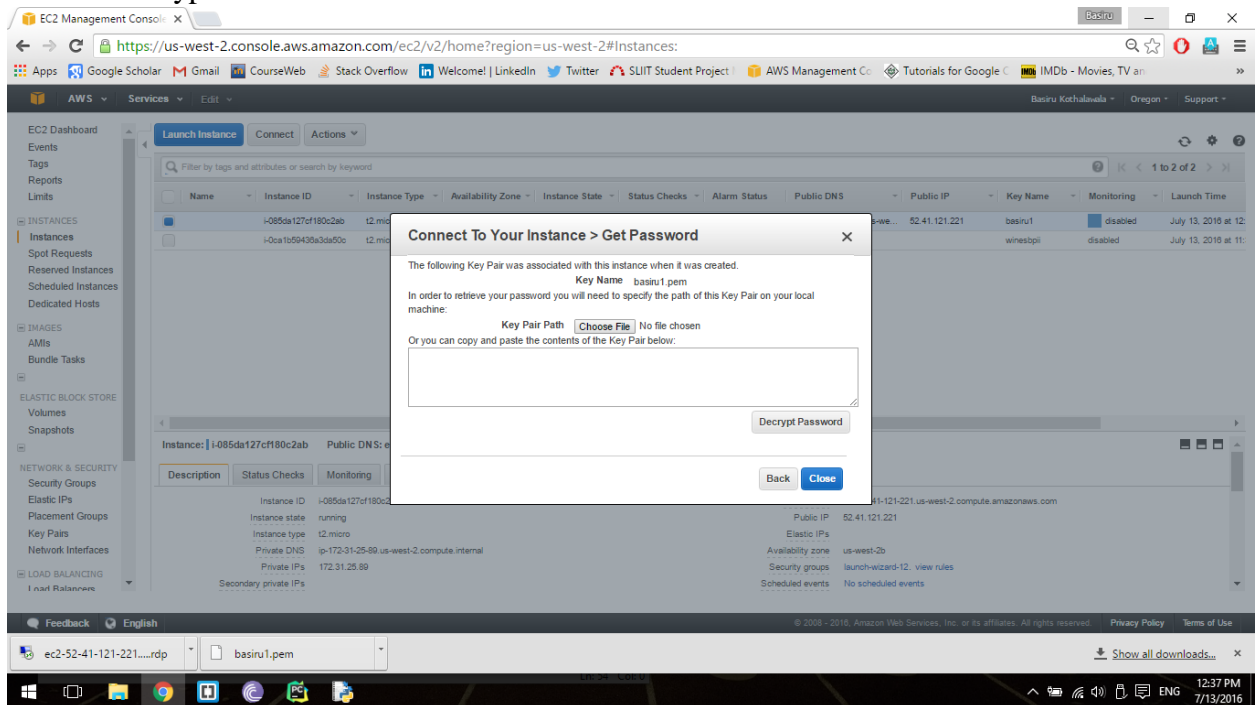 EC2 Management Console
Basiru
https://us-west-2.console.aws.amazon.com/ec2/v2/home?region=us-west-2#Instances:
Apps Google Scholar Gmail CourseWeb Stack Overflow Welcome! | LinkedIn Twitter SLIIT Student Project AWS Management Co Tutorials for Google C IMDb - Movies, TV an »
AWS Services Edit Basiru Kothalawala Oregon Support
EC2 Dashboard
Events
Tags
Reports
Limits
INSTANCES
Instances
Spot Requests
Reserved Instances
Scheduled Instances
Dedicated Hosts
IMAGES
AMIs
Bundle Tasks
ELASTIC BLOCK STORE
Volumes
Snapshots
NETWORK & SECURITY
Security Groups
Elastic IPs
Placement Groups
Key Pairs
Network Interfaces
LOAD BALANCING
Load Balancers
Launch Instance Connect Actions
Filter by tags and attributes or search by keyword 1 to 2 of 2
Name Instance ID Instance Type Availability Zone Instance State Status Checks Alarm Status Public DNS Public IP Key Name Monitoring Launch Time
i-085da127cf180c2ab t2.mic s-we... 52.41.121.221 basiru1 disabled July 13, 2016 at 12:
i-0ca1b59436a3da50c t2.mic winesbpii disabled July 13, 2016 at 11:
Connect To Your Instance > Get Password
The following Key Pair was associated with this instance when it was created.
Key Name basiru1.pem
In order to retrieve your password you will need to specify the path of this Key Pair on your local
machine:
Key Pair Path Choose File No file chosen
Or you can copy and paste the contents of the Key Pair below:
Decrypt Password
Back Close
Instance: i-085da127cf180c2ab Public DNS: e
Description Status Checks Monitoring
Instance ID i-085da127cf180c2
Instance state running
Instance type t2.micro
Private DNS ip-172-31-25-89.us-west-2.compute.internal
Private IPs 172.31.25.89
Secondary private IPs
41-121-221.us-west-2.compute.amazonaws.com
Public IP 52.41.121.221
Elastic IPs
Availability zone us-west-2b
Security groups launch-wizard-12. view rules
Scheduled events No scheduled events
Feedback English © 2008 - 2016, Amazon Web Services, Inc. or its affiliates. All rights reserved. Privacy Policy Terms of Use
ec2-52-41-121-221.....rdp basiru1.pem Show all downloads...
ENG 12:37 PM
7/13/2016